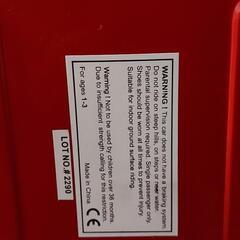 WARNING ! This car does not have a braking system.
Do not ride on steep hills, on steps or near water.
Parental supervision required. Single passenger only.
Shoes should be worn at all times to prevent injury.
Suitable for indoor ground surface riding.
Warning ! Not be used by children over 36 months.
Due to insufficient strength calling for this restriction.
For ages 1-3
Made in China
CE
LOT NO.# 2290